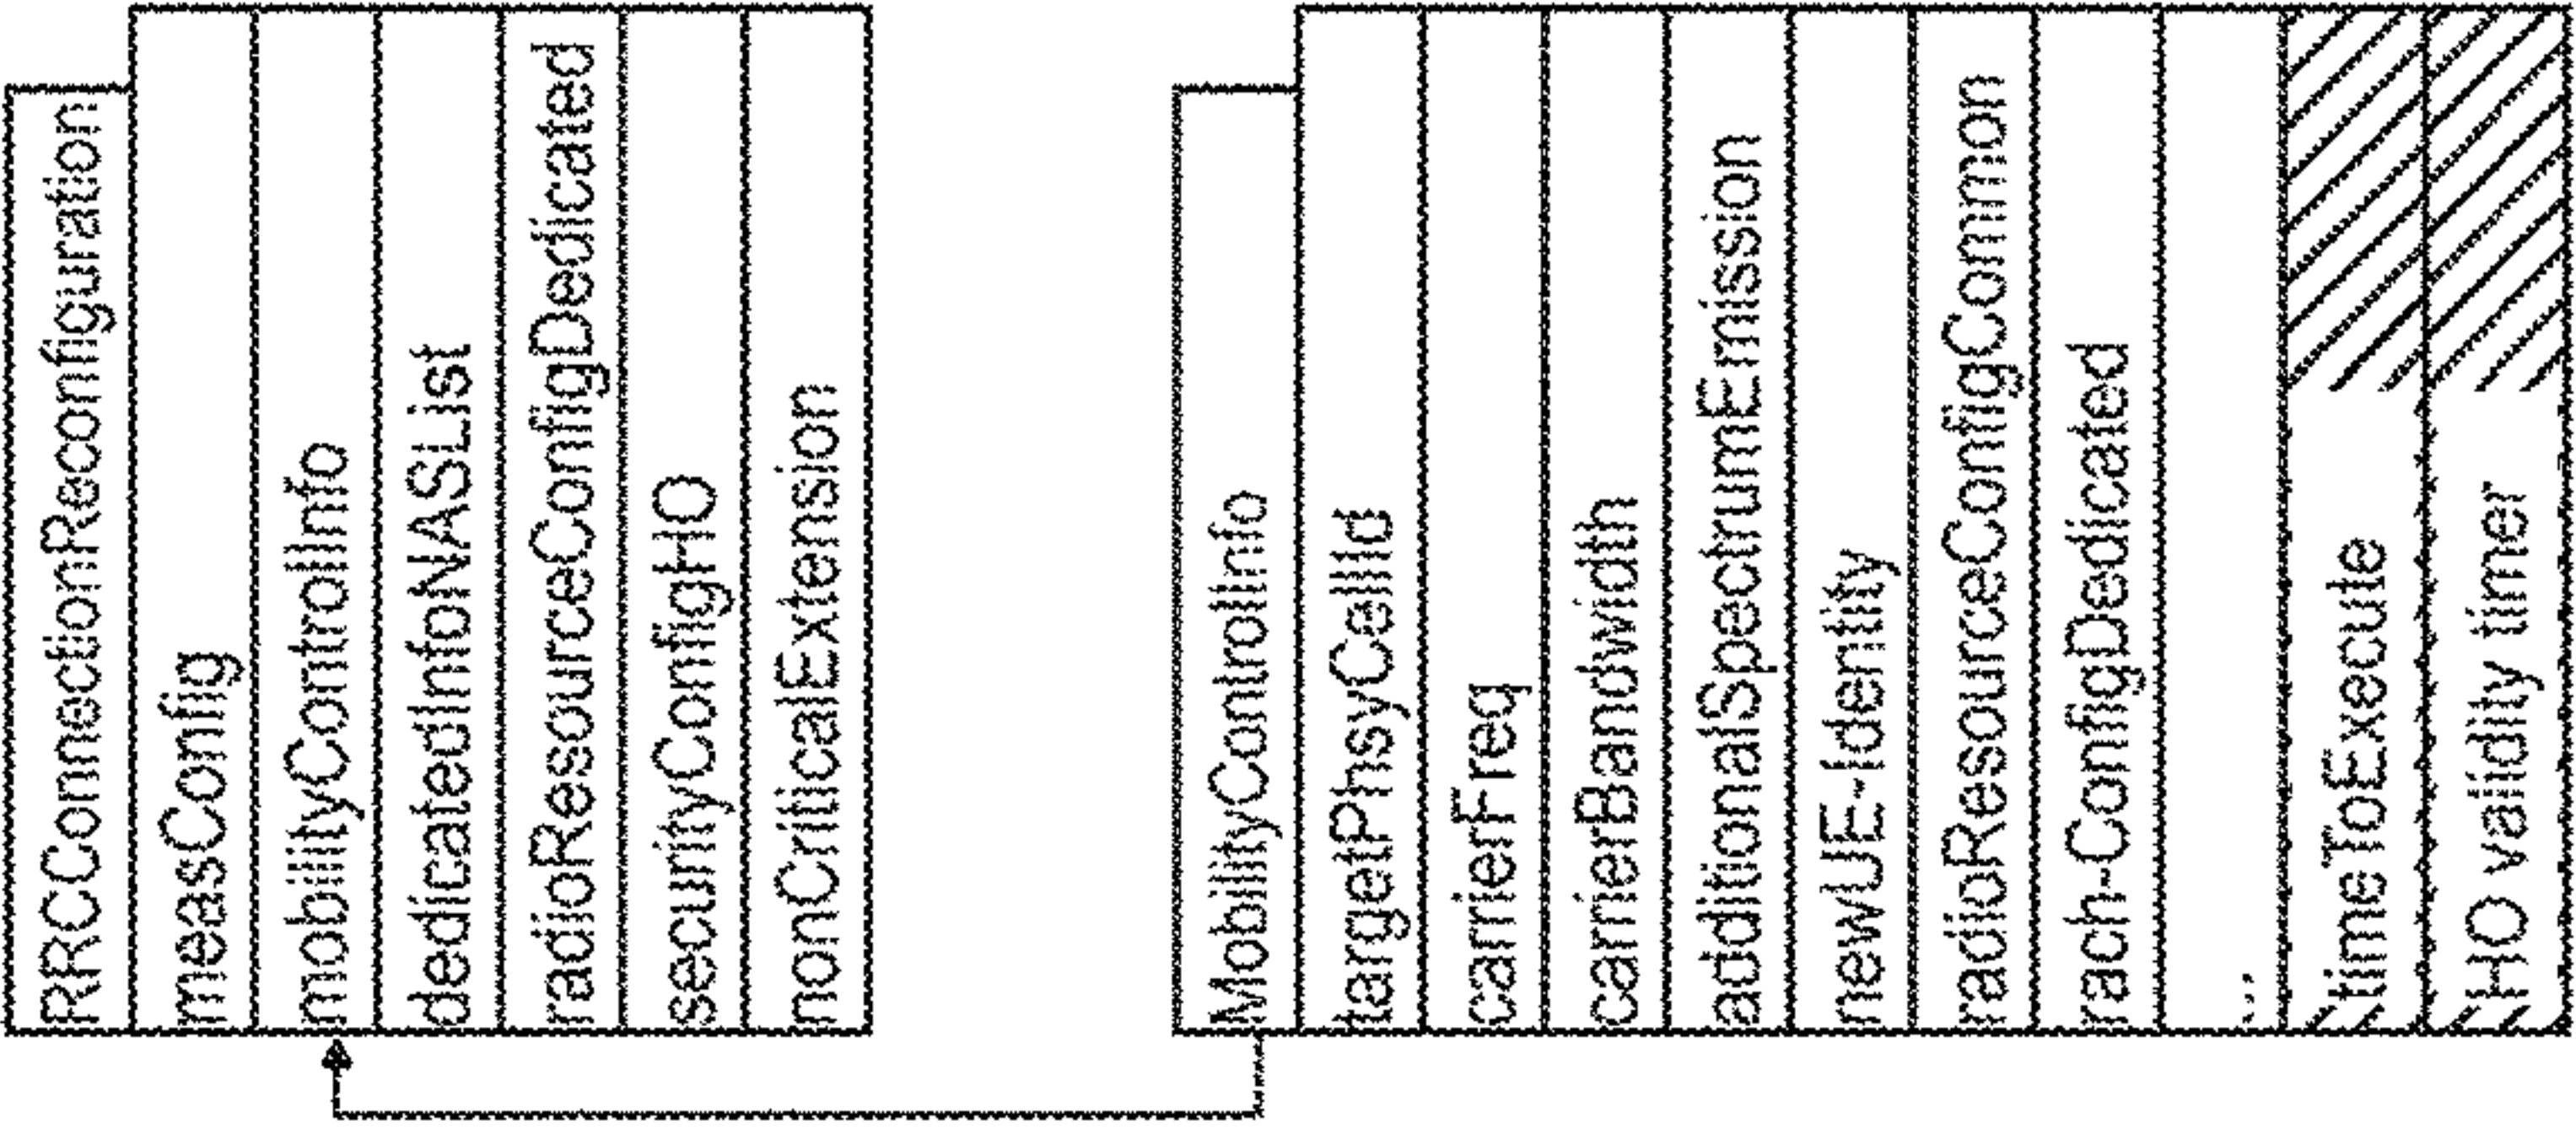 RRCConnectionReconfiguration
measConfig
mobilityControlInfo
dedicatedInfoNASList
radioResourceConfigDedicated
securityConfigHO
nonCriticalExtension
MobilityControlInfo
targetPhsyCellId
carrierFreq
carrierBandwidth
additionalSpectrumEmission
newUE-Identity
radioResourceConfigCommon
rach-ConfigDedicated
...
timeToExecute
HO validity timer